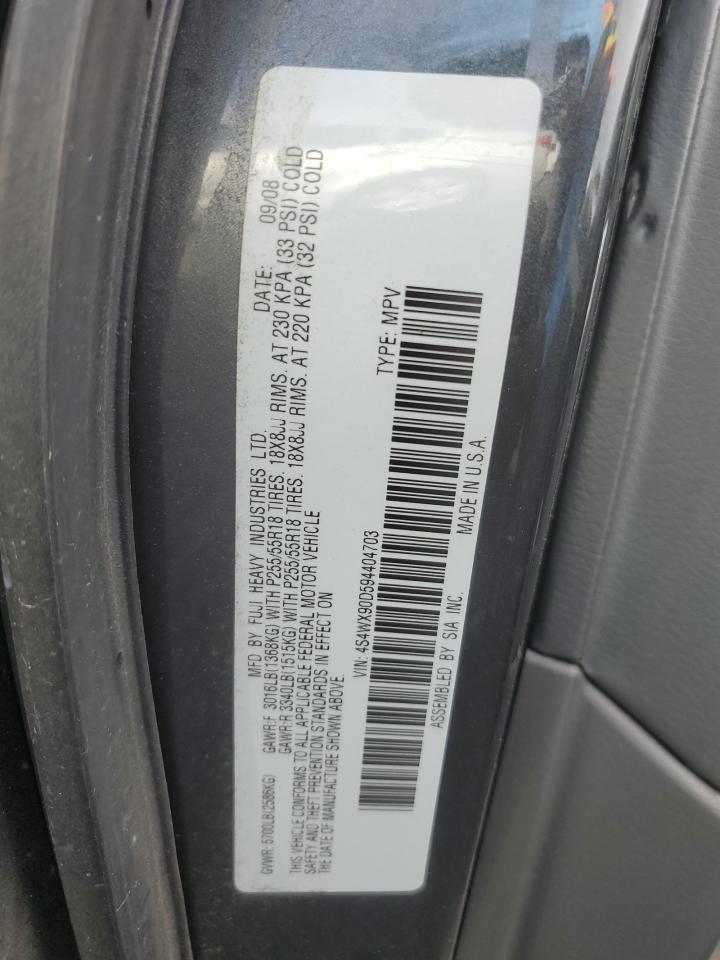 MFD BY FUJI HEAVY INDUSTRIES LTD. DATE: 09/08
GVWR: 5700LB(2586KG) GAWR:F 3016LB(1368KG) WITH P255/55R18 TIRES. 18X8JJ RIMS. AT 230 KPA (33 PSI) COLD
GAWR:R 3340LB(1515KG) WITH P255/55R18 TIRES. 18X8JJ RIMS. AT 220 KPA (32 PSI) COLD
THIS VEHICLE CONFORMS TO ALL APPLICABLE FEDERAL MOTOR VEHICLE
SAFETY AND THEFT PREVENTION STANDARDS IN EFFECT ON
THE DATE OF MANUFACTURE SHOWN ABOVE.
VIN: 4S4WX90D594404703 TYPE: MPV
ASSEMBLED BY SIA INC. MADE IN U.S.A.